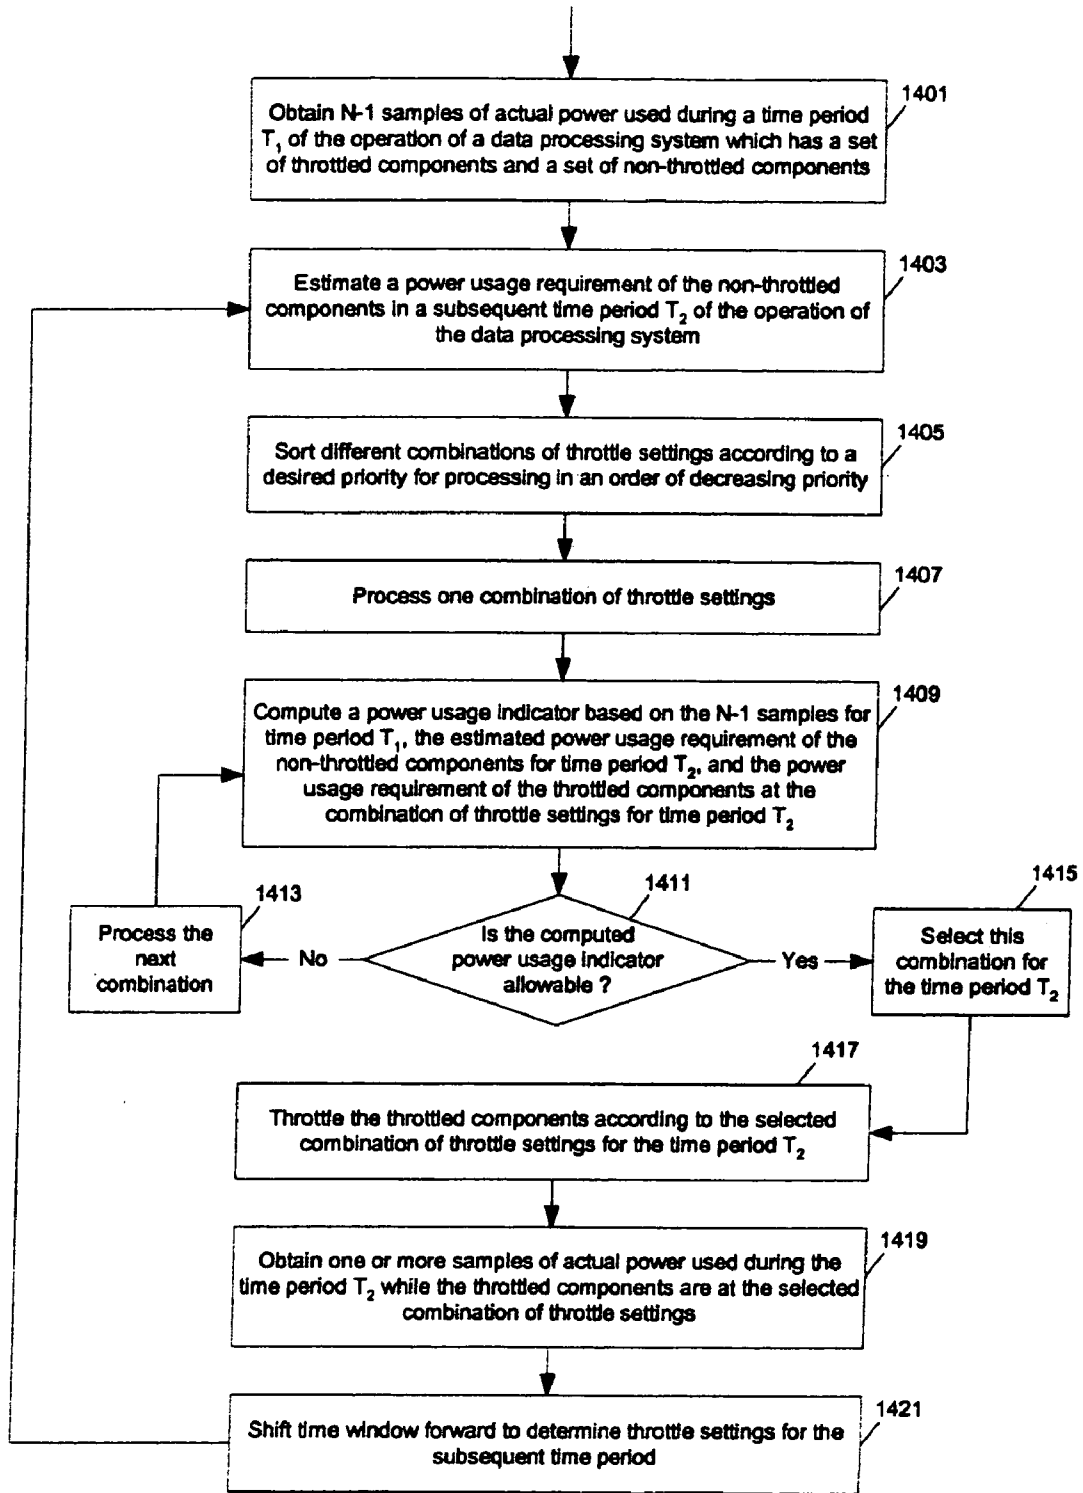 1401
Obtain N-1 samples of actual power used during a time period
T₁ of the operation of a data processing system which has a set
of throttled components and a set of non-throttled components
1403
Estimate a power usage requirement of the non-throttled
components in a subsequent time period T₂ of the operation of
the data processing system
1405
Sort different combinations of throttle settings according to a
desired priority for processing in an order of decreasing priority
1407
Process one combination of throttle settings
1409
Compute a power usage indicator based on the N-1 samples for
time period T₁, the estimated power usage requirement of the
non-throttled components for time period T₂, and the power
usage requirement of the throttled components at the
combination of throttle settings for time period T₂
1411
Is the computed
power usage indicator
allowable ?
No
1413
Process the
next
combination
Yes
1415
Select this
combination for
the time period T₂
1417
Throttle the throttled components according to the selected
combination of throttle settings for the time period T₂
1419
Obtain one or more samples of actual power used during the
time period T₂ while the throttled components are at the selected
combination of throttle settings
1421
Shift time window forward to determine throttle settings for the
subsequent time period